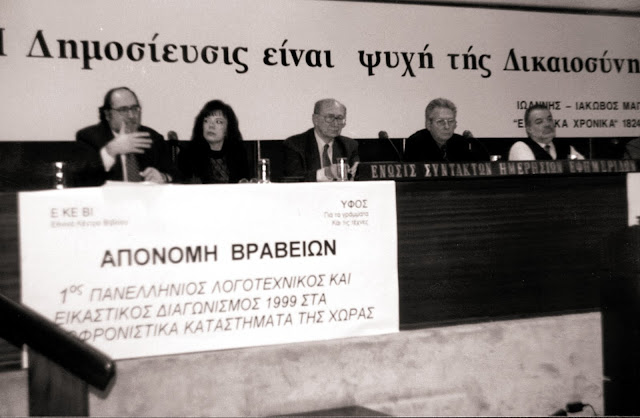 Δημοσίευσις είναι ψυχή τής Δικαιοσύνη
ΙΩΑΝΝΗΣ – ΙΑΚΩΒΟΣ ΜΑ
ΧΡΟΝΙΚΑ" 1824
ΕΝΩΣΙΣ ΣΥΝΤΑΚΤΩΝ ΗΜΕΡΗΣΙΩΝ ΕΦΗΜΕΡΙΔΩΝ
Ε ΚΕ ΒΙ
Εθνικό Κέντρο Βιβλίου
ΥΦΟΣ
Για τα γράμματα
Και τις τέχνες
ΑΠΟΝΟΜΗ ΒΡΑΒΕΙΩΝ
1ος ΠΑΝΕΛΛΗΝΙΟΣ ΛΟΓΟΤΕΧΝΙΚΟΣ ΚΑΙ
ΕΙΚΑΣΤΙΚΟΣ ΔΙΑΓΩΝΙΣΜΟΣ 1999 ΣΤΑ
ΩΦΡΟΝΙΣΤΙΚΑ ΚΑΤΑΣΤΗΜΑΤΑ ΤΗΣ ΧΩΡΑΣ